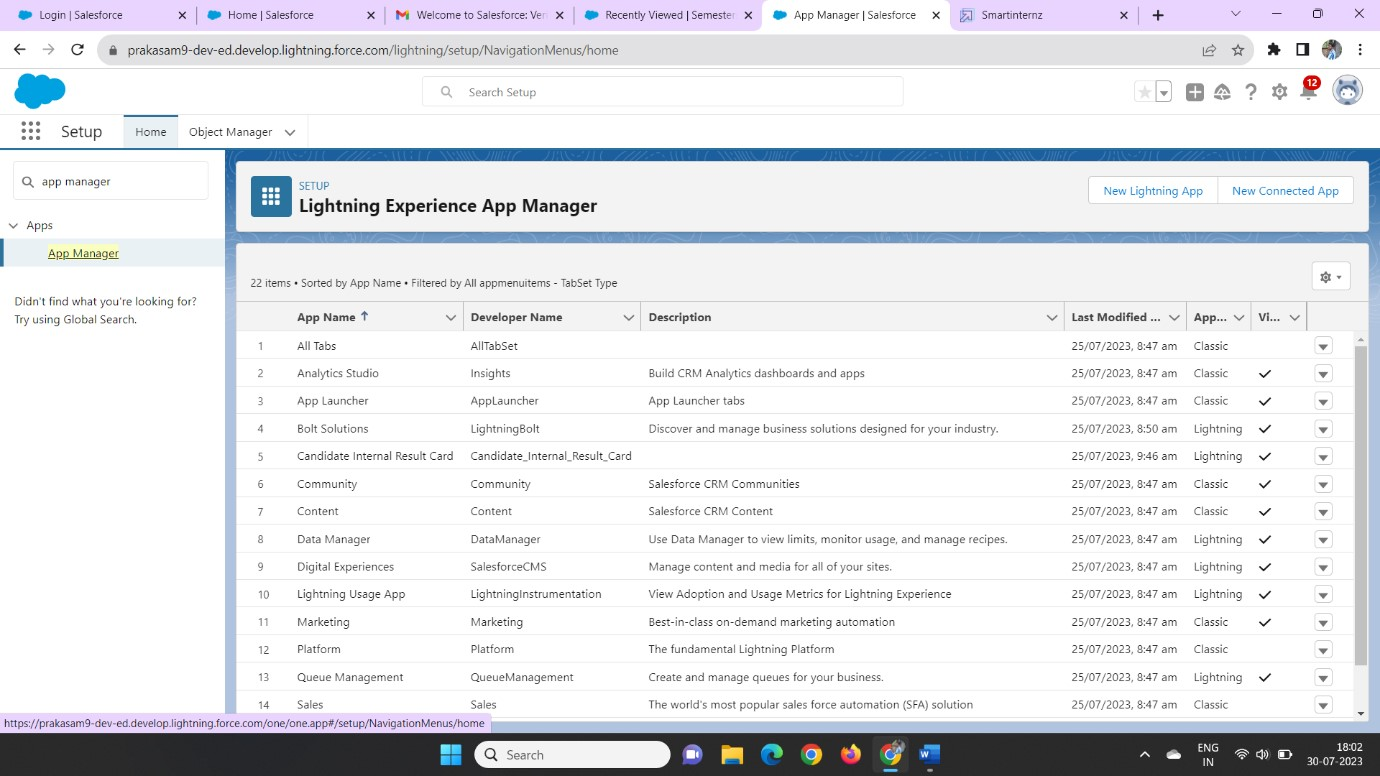 Login | Salesforce
Home | Salesforce
Welcome to Salesforce: Ver
Recently Viewed | Semester
App Manager | Salesforce
Smartinternz
prakasam9-dev-ed.develop.lightning.force.com/lightning/setup/NavigationMenus/home
Search Setup
12
Setup
Home
Object Manager
app manager
Apps
App Manager
Didn't find what you're looking for?
Try using Global Search.
SETUP
Lightning Experience App Manager
New Lightning App
New Connected App
22 items • Sorted by App Name • Filtered by All appmenuitems - TabSet Type
App Name Developer Name Description Last Modified ... App... Vi...
1 All Tabs AllTabSet 25/07/2023, 8:47 am Classic
2 Analytics Studio Insights Build CRM Analytics dashboards and apps 25/07/2023, 8:47 am Classic
3 App Launcher AppLauncher App Launcher tabs 25/07/2023, 8:47 am Classic
4 Bolt Solutions LightningBolt Discover and manage business solutions designed for your industry. 25/07/2023, 8:50 am Lightning
5 Candidate Internal Result Card Candidate_Internal_Result_Card 25/07/2023, 9:46 am Lightning
6 Community Community Salesforce CRM Communities 25/07/2023, 8:47 am Classic
7 Content Content Salesforce CRM Content 25/07/2023, 8:47 am Classic
8 Data Manager DataManager Use Data Manager to view limits, monitor usage, and manage recipes. 25/07/2023, 8:47 am Lightning
9 Digital Experiences SalesforceCMS Manage content and media for all of your sites. 25/07/2023, 8:47 am Lightning
10 Lightning Usage App LightningInstrumentation View Adoption and Usage Metrics for Lightning Experience 25/07/2023, 8:47 am Lightning
11 Marketing Marketing Best-in-class on-demand marketing automation 25/07/2023, 8:47 am Classic
12 Platform Platform The fundamental Lightning Platform 25/07/2023, 8:47 am Classic
13 Queue Management QueueManagement Create and manage queues for your business. 25/07/2023, 8:47 am Lightning
14 Sales Sales The world's most popular sales force automation (SFA) solution 25/07/2023, 8:47 am Classic
https://prakasam9-dev-ed.develop.lightning.force.com/one/one.app#/setup/NavigationMenus/home
Search
ENG
IN
18:02
30-07-2023